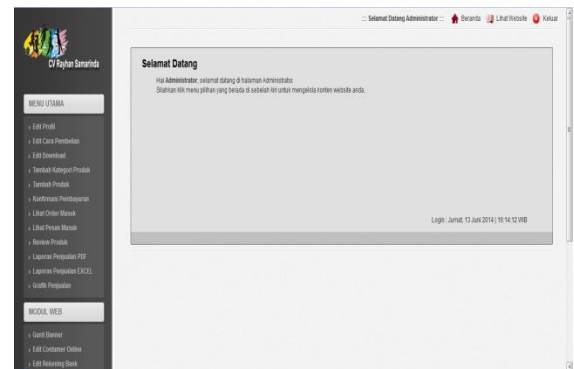 ::: Selamat Datang Administrator ::: Beranda Lihat Website Keluar
CV Rayhan Samarinda
Selamat Datang
Hai Administrator, selamat datang di halaman Administrator.
Silahkan klik menu pilihan yang berada di sebelah kiri untuk mengelola konten website anda.
MENU UTAMA
› Edit Profil
› Edit Cara Pembelian
› Edit Download
› Tambah Kategori Produk
› Tambah Produk
› Konfirmasi Pembayaran
› Lihat Order Masuk
› Lihat Pesan Masuk
› Review Produk
› Laporan Penjualan PDF
› Laporan Penjualan EXCEL
› Grafik Penjualan
Login : Jumat, 13 Juni 2014 | 18:14:12 WIB
MODUL WEB
› Ganti Banner
› Edit Costumer Online
› Edit Rekening Bank